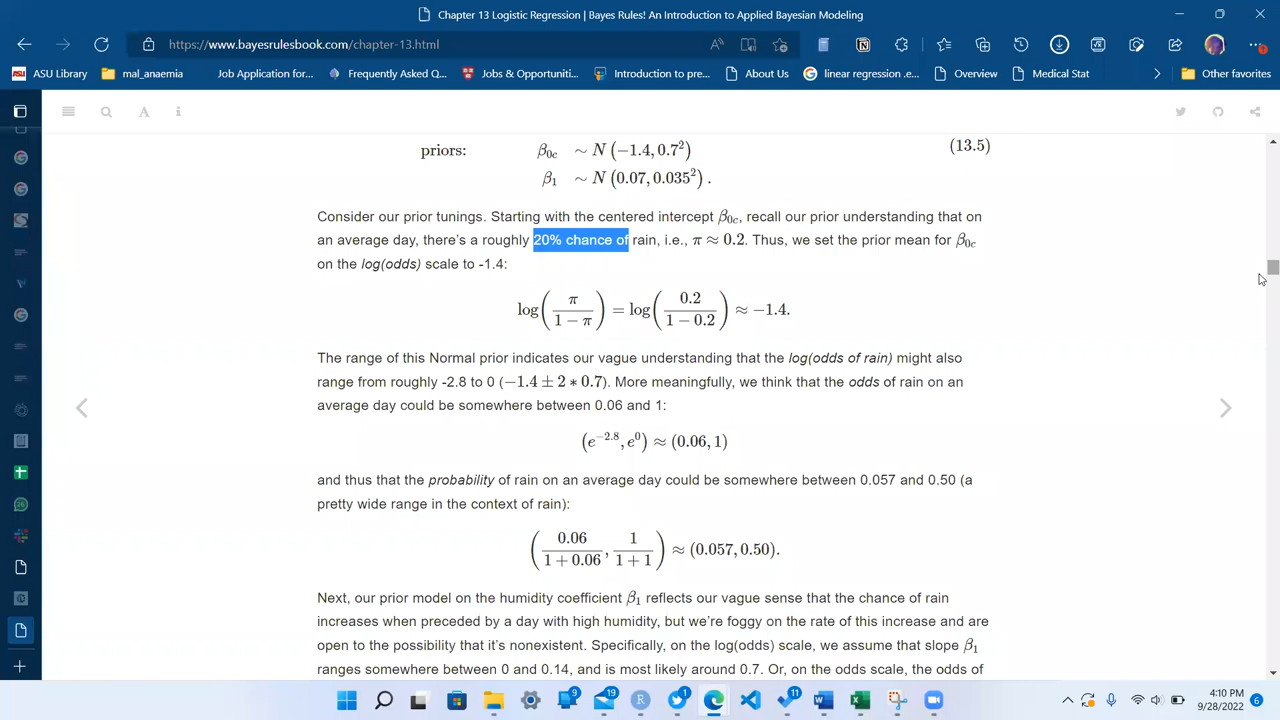 Chapter 13 Logistic Regression | Bayes Rules! An Introduction to Applied Bayesian Modeling
https://www.bayesrulesbook.com/chapter-13.html
ASU Library mal_anaemia Job Application for... Frequently Asked Q... Jobs & Opportuniti... Introduction to pre... About Us linear regression .e... Overview Medical Stat Other favorites
priors: β0c ∼ N(−1.4, 0.7²) (13.5)
β1 ∼ N(0.07, 0.035²).
Consider our prior tunings. Starting with the centered intercept β0c, recall our prior understanding that on
an average day, there's a roughly 20% chance of rain, i.e., π ≈ 0.2. Thus, we set the prior mean for β0c
on the log(odds) scale to -1.4:
log(π/(1 − π)) = log(0.2/(1 − 0.2)) ≈ −1.4.
The range of this Normal prior indicates our vague understanding that the log(odds of rain) might also
range from roughly -2.8 to 0 (−1.4 ± 2 ∗ 0.7). More meaningfully, we think that the odds of rain on an
average day could be somewhere between 0.06 and 1:
(e^−2.8, e^0) ≈ (0.06, 1)
and thus that the probability of rain on an average day could be somewhere between 0.057 and 0.50 (a
pretty wide range in the context of rain):
(0.06/(1 + 0.06), 1/(1 + 1)) ≈ (0.057, 0.50).
Next, our prior model on the humidity coefficient β1 reflects our vague sense that the chance of rain
increases when preceded by a day with high humidity, but we're foggy on the rate of this increase and are
open to the possibility that it's nonexistent. Specifically, on the log(odds) scale, we assume that slope β1
ranges somewhere between 0 and 0.14, and is most likely around 0.7. Or, on the odds scale, the odds of
9 19 1 11
4:10 PM
9/28/2022 6